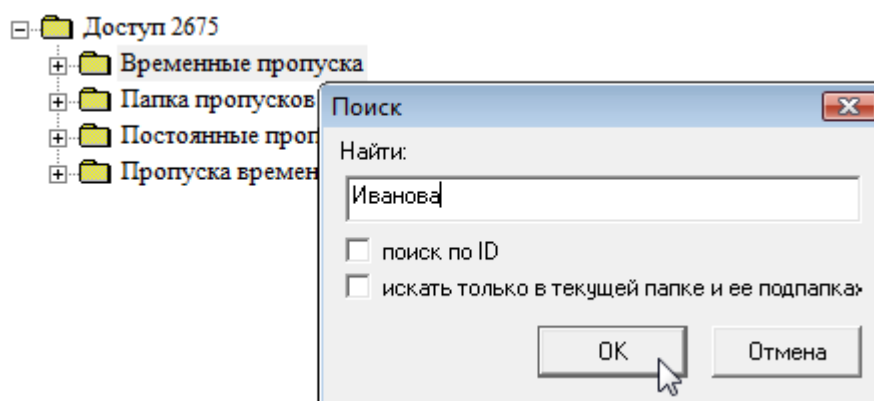 Доступ 2675
Временные пропуска
Папка пропусков
Постоянные проп
Пропуска времен
Поиск
Найти:
Иванова
поиск по ID
искать только в текущей папке и ее подпапках
OK
Отмена